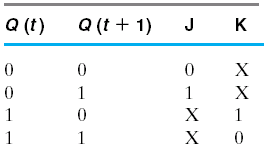 Q (t) Q (t + 1) J K
0 0 0 X
0 1 1 X
1 0 X 1
1 1 X 0